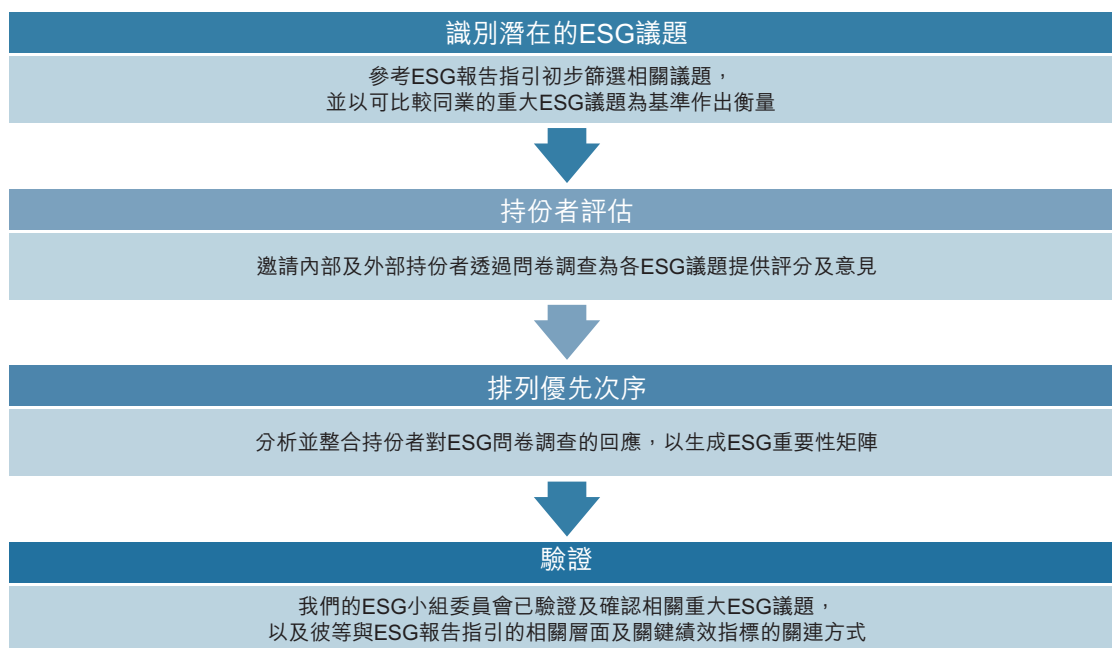 識別潛在的ESG議題
參考ESG報告指引初步篩選相關議題，
並以可比較同業的重大ESG議題為基準作出衡量
持份者評估
邀請內部及外部持份者透過問卷調查為各ESG議題提供評分及意見
排列優先次序
分析並整合持份者對ESG問卷調查的回應，以生成ESG重要性矩陣
驗證
我們的ESG小組委員會已驗證及確認相關重大ESG議題，
以及彼等與ESG報告指引的相關層面及關鍵績效指標的關連方式